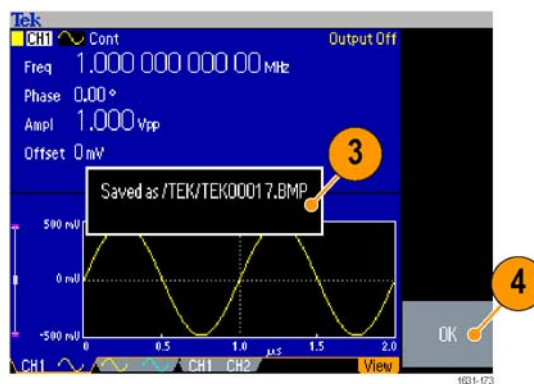 Tek
CH1 Cont Output Off
Freq 1.000 000 000 00 MHz
Phase 0.00 °
Ampl 1.000 Vpp
Offset 0 mV
3
Saved as /TEK/TEK00017.BMP
500 mV
0 mV
4
OK
-500 mV
0 0.5 1.0 µs 1.5 2.0
CH1 CH1 CH2 View
1631-173